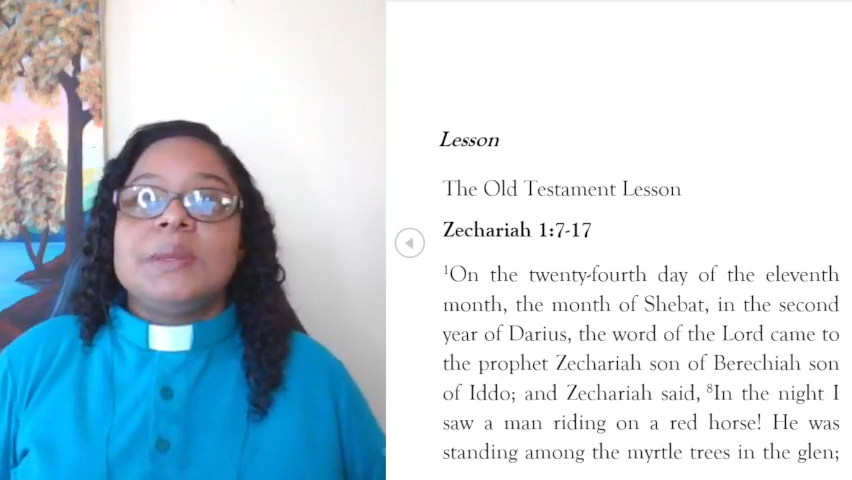 Lesson
The Old Testament Lesson
Zechariah 1:7-17
¹On the twenty-fourth day of the eleventh
month, the month of Shebat, in the second
year of Darius, the word of the Lord came to
the prophet Zechariah son of Berechiah son
of Iddo; and Zechariah said, ⁸In the night I
saw a man riding on a red horse! He was
standing among the myrtle trees in the glen;